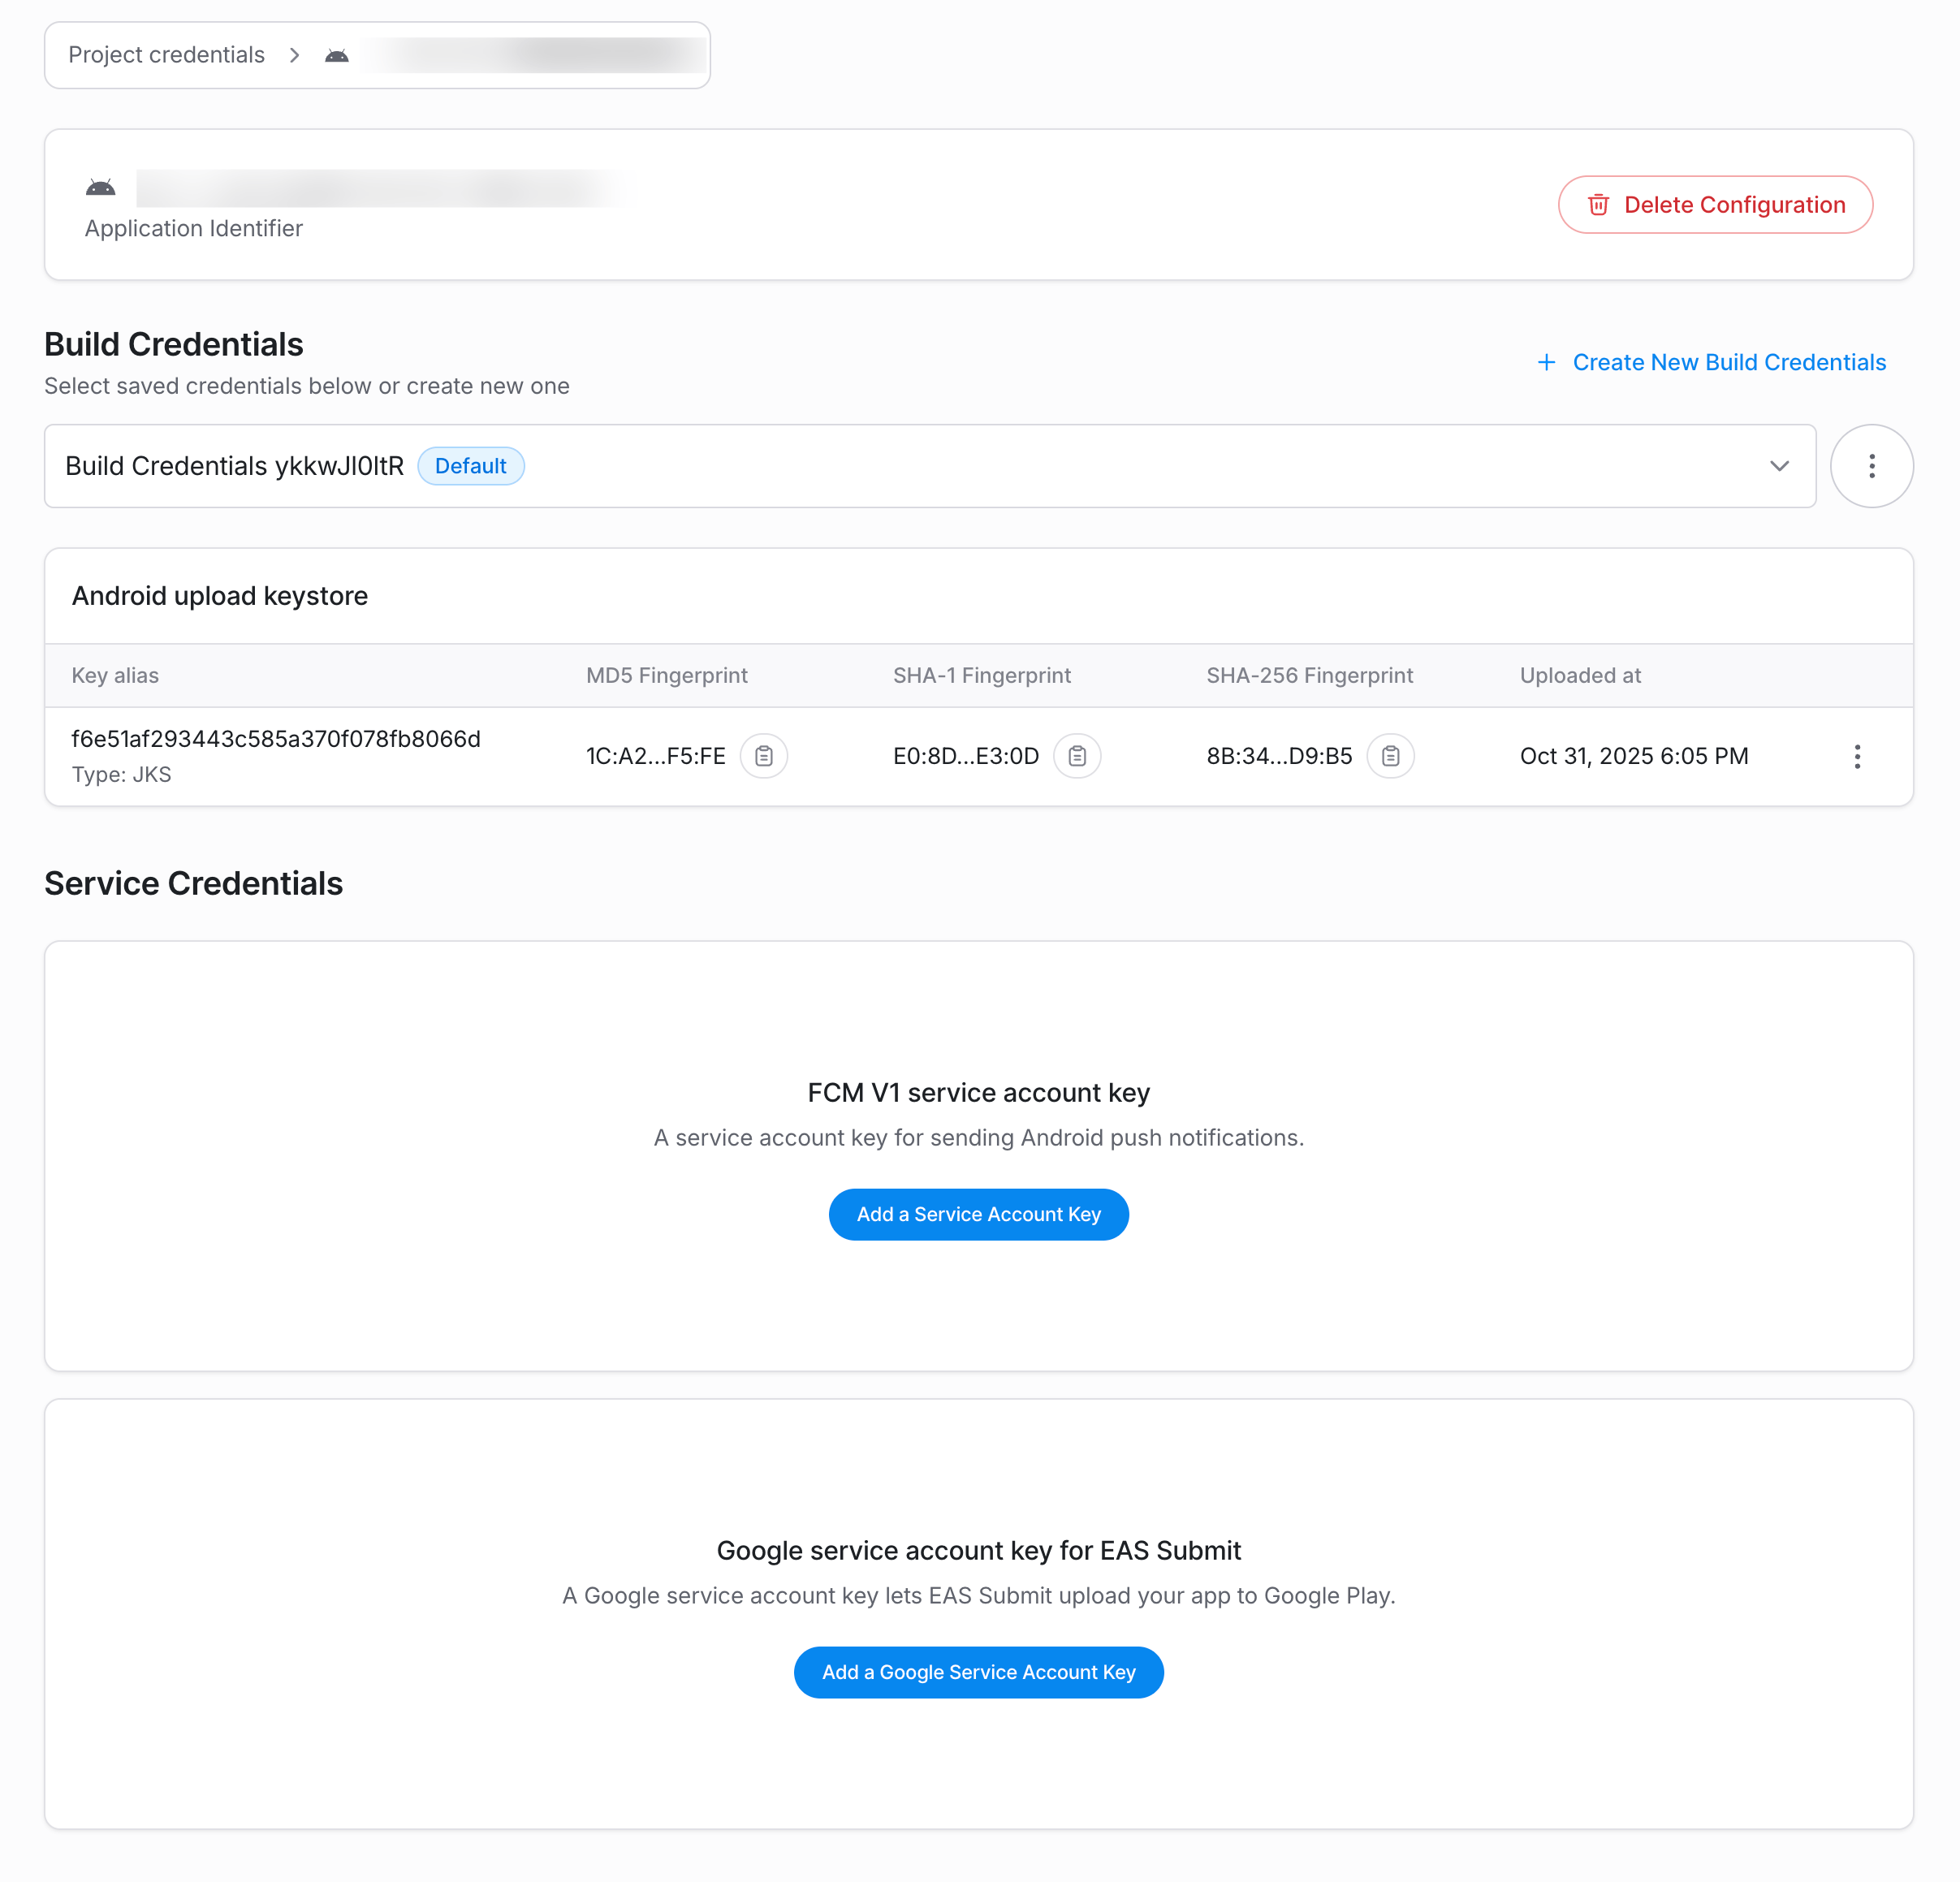 Project credentials
Application Identifier
Delete Configuration
Build Credentials
Select saved credentials below or create new one
Create New Build Credentials
Build Credentials ykkwJl0ltR Default
Android upload keystore
Key alias MD5 Fingerprint SHA-1 Fingerprint SHA-256 Fingerprint Uploaded at
f6e51af293443c585a370f078fb8066d
Type: JKS
1C:A2...F5:FE E0:8D...E3:0D 8B:34...D9:B5 Oct 31, 2025 6:05 PM
Service Credentials
FCM V1 service account key
A service account key for sending Android push notifications.
Add a Service Account Key
Google service account key for EAS Submit
A Google service account key lets EAS Submit upload your app to Google Play.
Add a Google Service Account Key